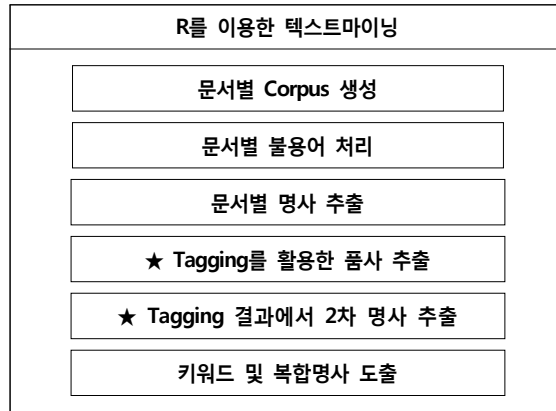 R를 이용한 텍스트마이닝
문서별 Corpus 생성
문서별 불용어 처리
문서별 명사 추출
★ Tagging를 활용한 품사 추출
★ Tagging 결과에서 2차 명사 추출
키워드 및 복합명사 도출